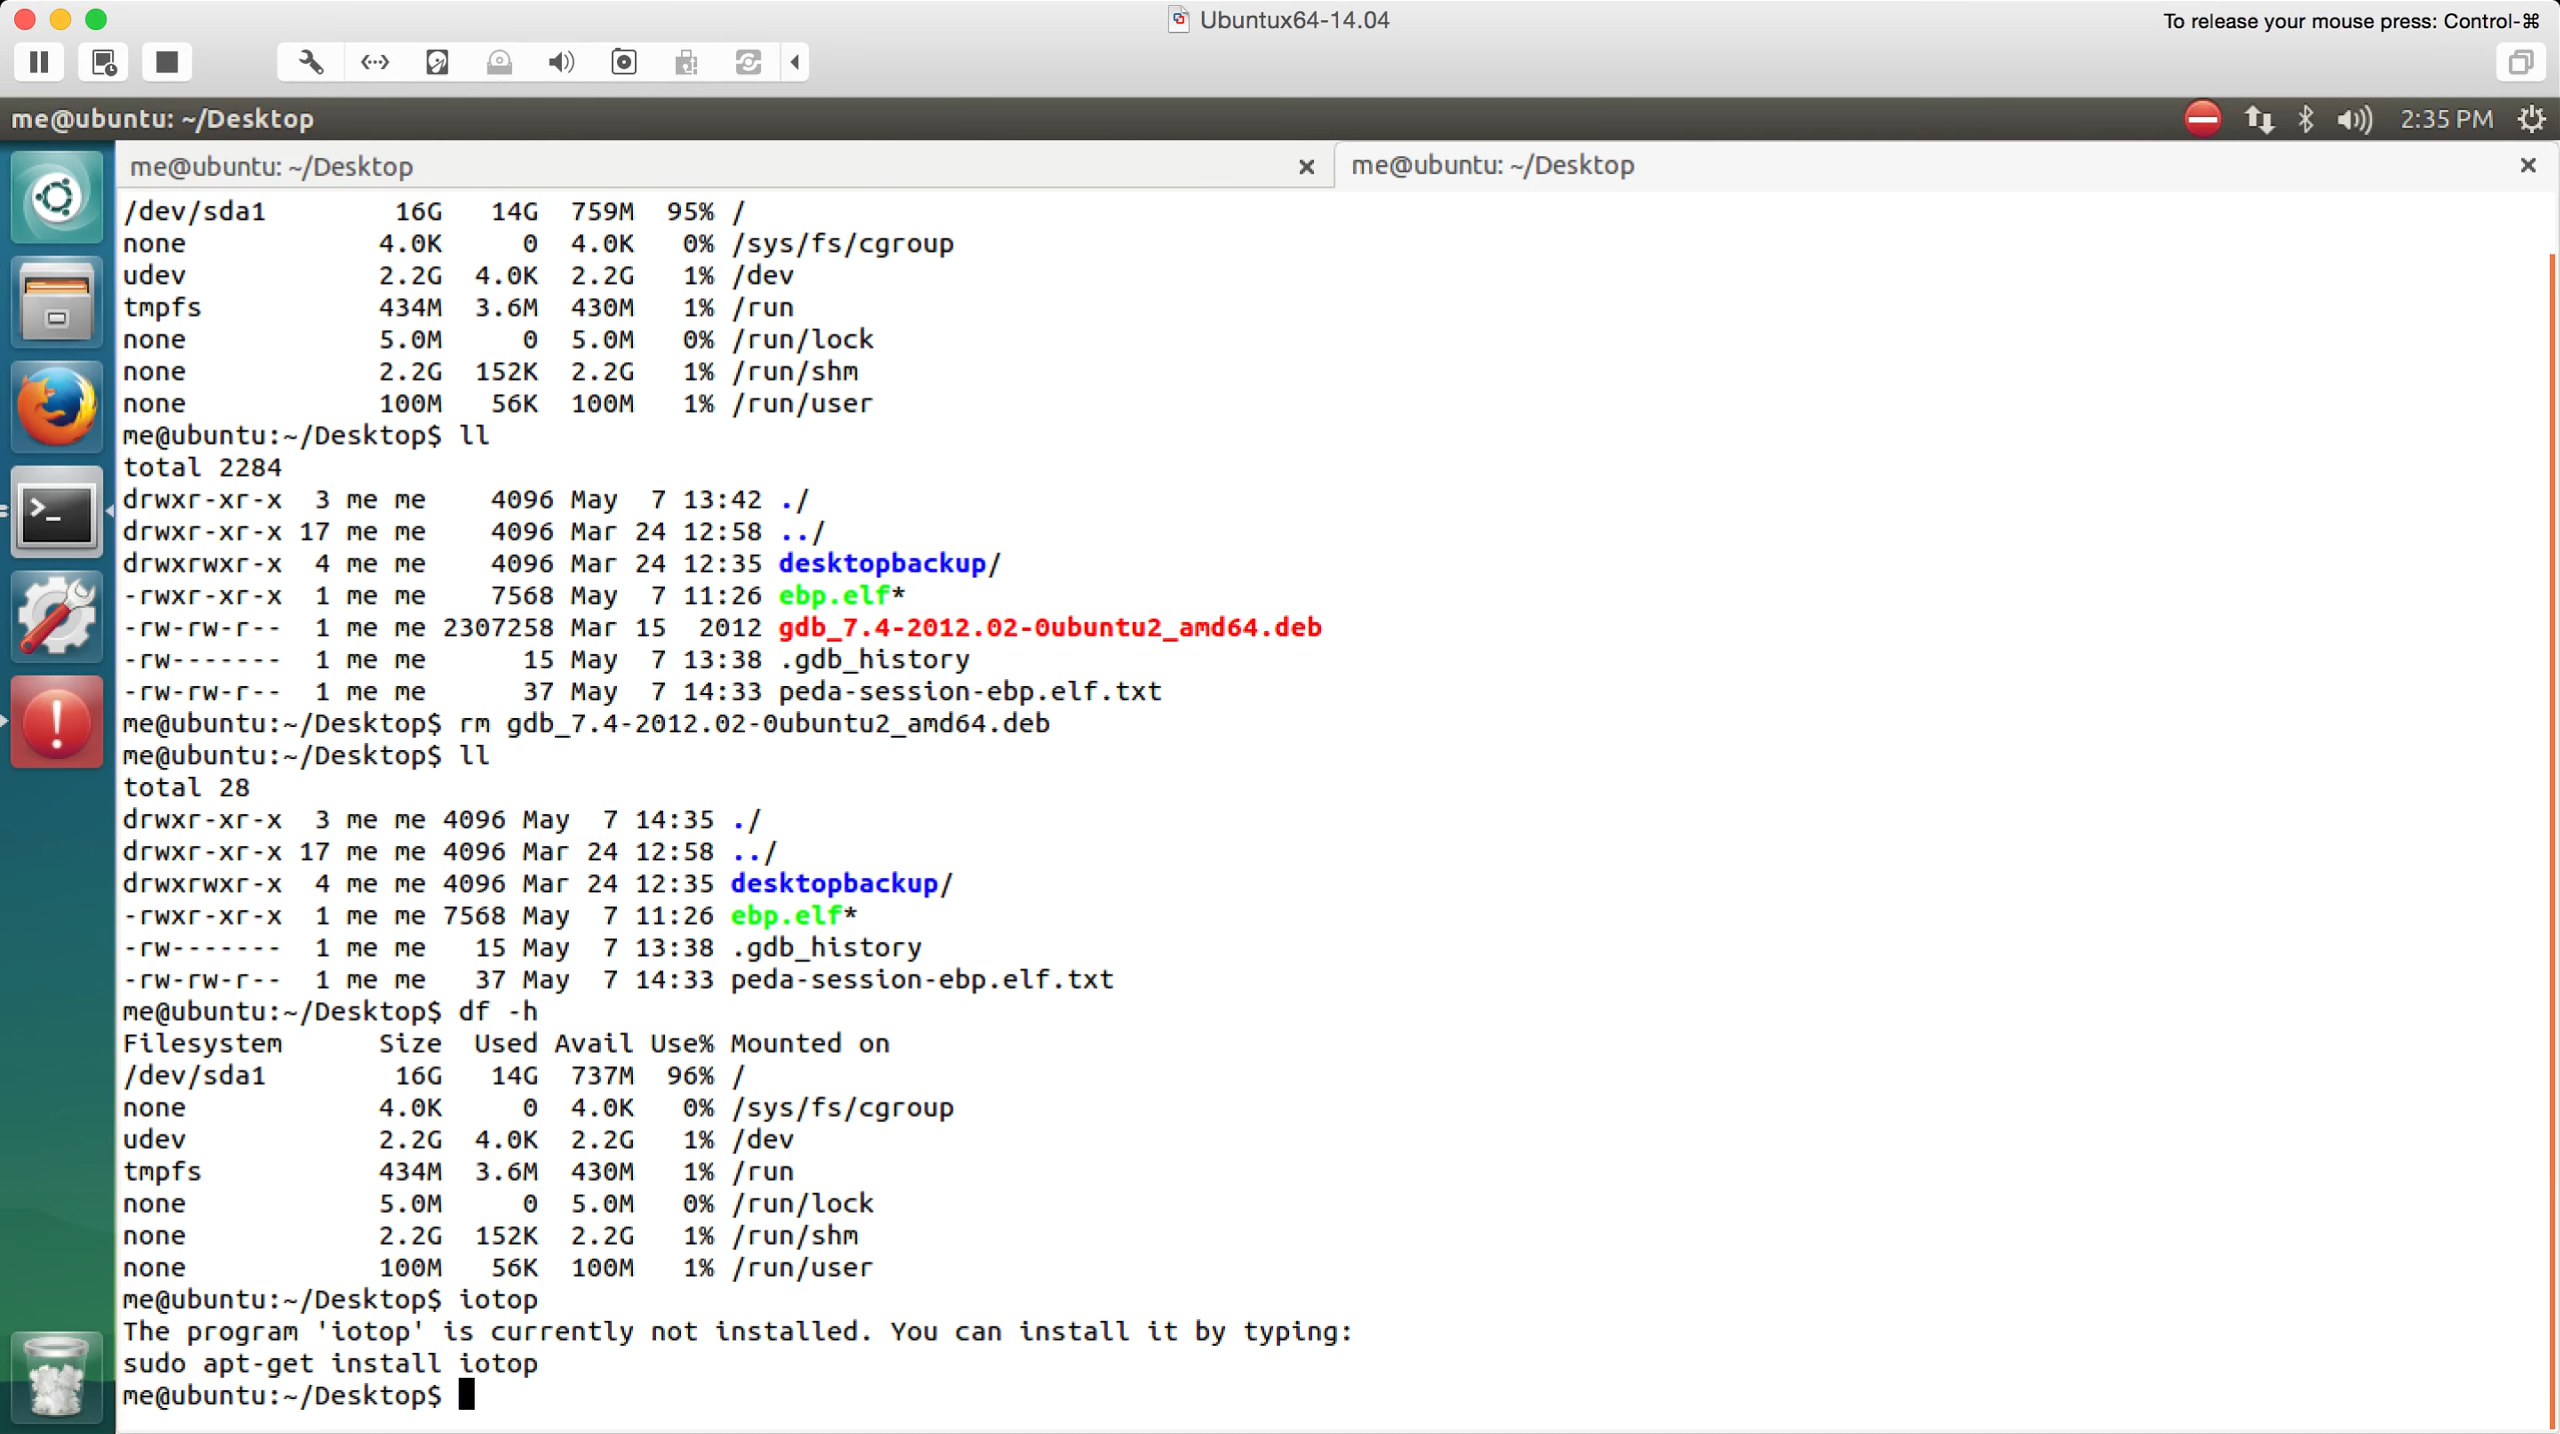 Ubuntux64-14.04
To release your mouse press: Control-⌘
me@ubuntu: ~/Desktop
2:35 PM
me@ubuntu: ~/Desktop
me@ubuntu: ~/Desktop
/dev/sda1        16G   14G  759M  95% /
none            4.0K     0  4.0K   0% /sys/fs/cgroup
udev            2.2G  4.0K  2.2G   1% /dev
tmpfs           434M  3.6M  430M   1% /run
none            5.0M     0  5.0M   0% /run/lock
none            2.2G  152K  2.2G   1% /run/shm
none            100M   56K  100M   1% /run/user
me@ubuntu:~/Desktop$ ll
total 2284
drwxr-xr-x  3 me me    4096 May  7 13:42 ./
drwxr-xr-x 17 me me    4096 Mar 24 12:58 ../
drwxrwxr-x  4 me me    4096 Mar 24 12:35 desktopbackup/
-rwxr-xr-x  1 me me    7568 May  7 11:26 ebp.elf*
-rw-rw-r--  1 me me 2307258 Mar 15  2012 gdb_7.4-2012.02-0ubuntu2_amd64.deb
-rw-------  1 me me      15 May  7 13:38 .gdb_history
-rw-rw-r--  1 me me      37 May  7 14:33 peda-session-ebp.elf.txt
me@ubuntu:~/Desktop$ rm gdb_7.4-2012.02-0ubuntu2_amd64.deb
me@ubuntu:~/Desktop$ ll
total 28
drwxr-xr-x  3 me me 4096 May  7 14:35 ./
drwxr-xr-x 17 me me 4096 Mar 24 12:58 ../
drwxrwxr-x  4 me me 4096 Mar 24 12:35 desktopbackup/
-rwxr-xr-x  1 me me 7568 May  7 11:26 ebp.elf*
-rw-------  1 me me   15 May  7 13:38 .gdb_history
-rw-rw-r--  1 me me   37 May  7 14:33 peda-session-ebp.elf.txt
me@ubuntu:~/Desktop$ df -h
Filesystem      Size  Used Avail Use% Mounted on
/dev/sda1        16G   14G  737M  96% /
none            4.0K     0  4.0K   0% /sys/fs/cgroup
udev            2.2G  4.0K  2.2G   1% /dev
tmpfs           434M  3.6M  430M   1% /run
none            5.0M     0  5.0M   0% /run/lock
none            2.2G  152K  2.2G   1% /run/shm
none            100M   56K  100M   1% /run/user
me@ubuntu:~/Desktop$ iotop
The program 'iotop' is currently not installed. You can install it by typing:
sudo apt-get install iotop
me@ubuntu:~/Desktop$